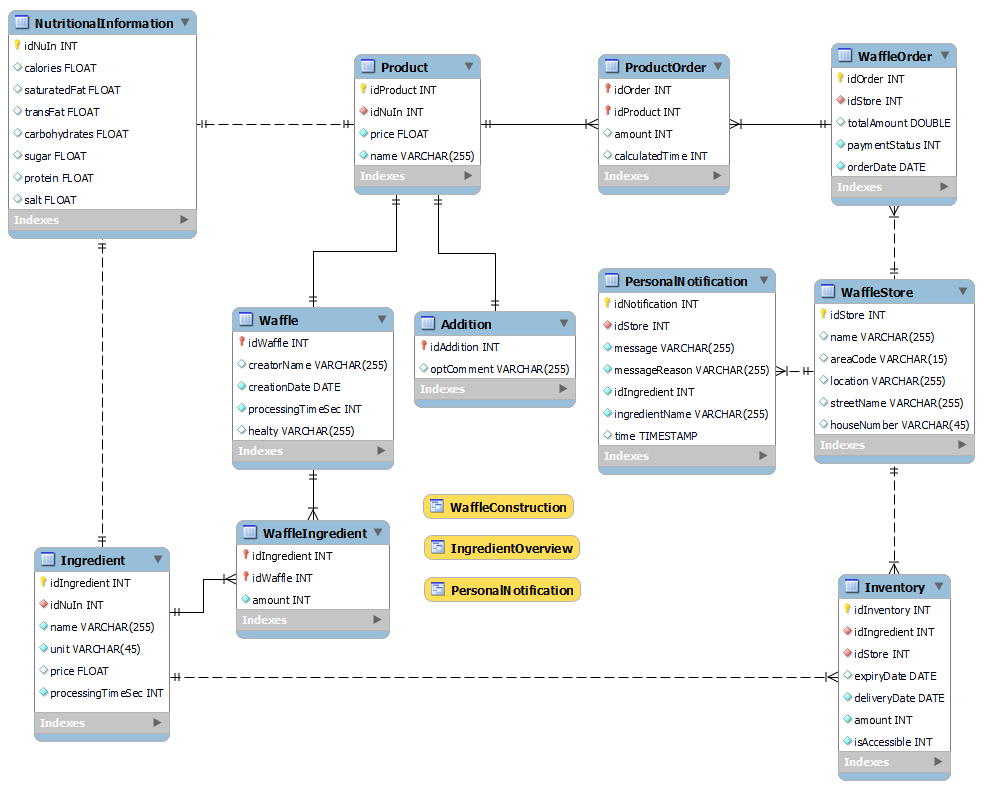 NutritionalInformation
idNuIn INT
calories FLOAT
saturatedFat FLOAT
transFat FLOAT
carbohydrates FLOAT
sugar FLOAT
protein FLOAT
salt FLOAT
Indexes
Product
idProduct INT
idNuIn INT
price FLOAT
name VARCHAR(255)
Indexes
ProductOrder
idOrder INT
idProduct INT
amount INT
calculatedTime INT
Indexes
WaffleOrder
idOrder INT
idStore INT
totalAmount DOUBLE
paymentStatus INT
orderDate DATE
Indexes
Waffle
idWaffle INT
creatorName VARCHAR(255)
creationDate DATE
processingTimeSec INT
healty VARCHAR(255)
Indexes
Addition
idAddition INT
optComment VARCHAR(255)
Indexes
PersonalNotification
idNotification INT
idStore INT
message VARCHAR(255)
messageReason VARCHAR(255)
idIngredient INT
ingredientName VARCHAR(255)
time TIMESTAMP
Indexes
WaffleStore
idStore INT
name VARCHAR(255)
areaCode VARCHAR(15)
location VARCHAR(255)
streetName VARCHAR(255)
houseNumber VARCHAR(45)
Indexes
WaffleConstruction
IngredientOverview
PersonalNotification
Ingredient
idIngredient INT
idNuIn INT
name VARCHAR(255)
unit VARCHAR(45)
price FLOAT
processingTimeSec INT
Indexes
WaffleIngredient
idIngredient INT
idWaffle INT
amount INT
Indexes
Inventory
idInventory INT
idIngredient INT
idStore INT
expiryDate DATE
deliveryDate DATE
amount INT
isAccessible INT
Indexes